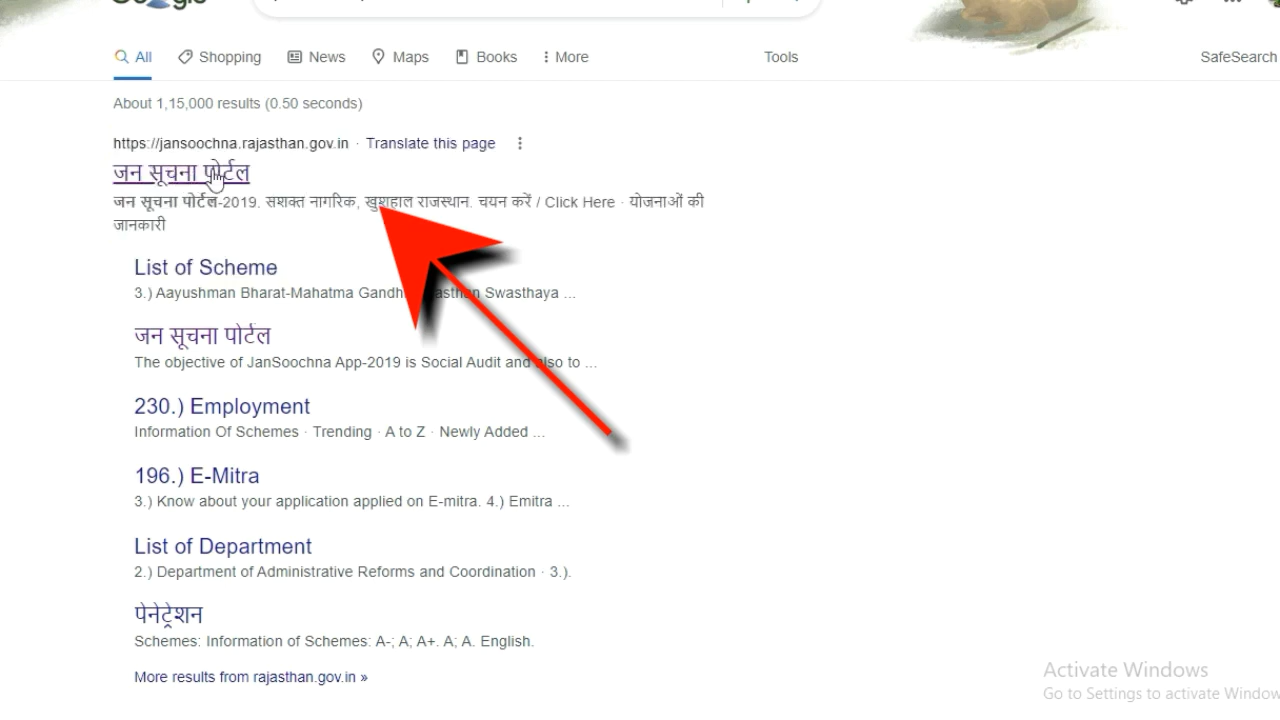 All
Shopping
News
Maps
Books
More
Tools
SafeSearch
About 1,15,000 results (0.50 seconds)
https://jansoochna.rajasthan.gov.in · Translate this page
जन सूचना पोर्टल
जन सूचना पोर्टल-2019. सशक्त नागरिक, खुशहाल राजस्थान. चयन करें / Click Here · योजनाओं की
जानकारी
List of Scheme
3.) Aayushman Bharat-Mahatma Swasthaya ...
जन सूचना पोर्टल
The objective of JanSoochna App-2019 is Social Audit and also to ...
230.) Employment
Information Of Schemes · Trending · A to Z · Newly Added ...
196.) E-Mitra
3.) Know about your application applied on E-mitra. 4.) Emitra ...
List of Department
2.) Department of Administrative Reforms and Coordination · 3.).
पेनेट्रेशन
Schemes: Information of Schemes: A-; A; A+. A; A. English.
More results from rajasthan.gov.in »
Activate Windows
Go to Settings to activate Window